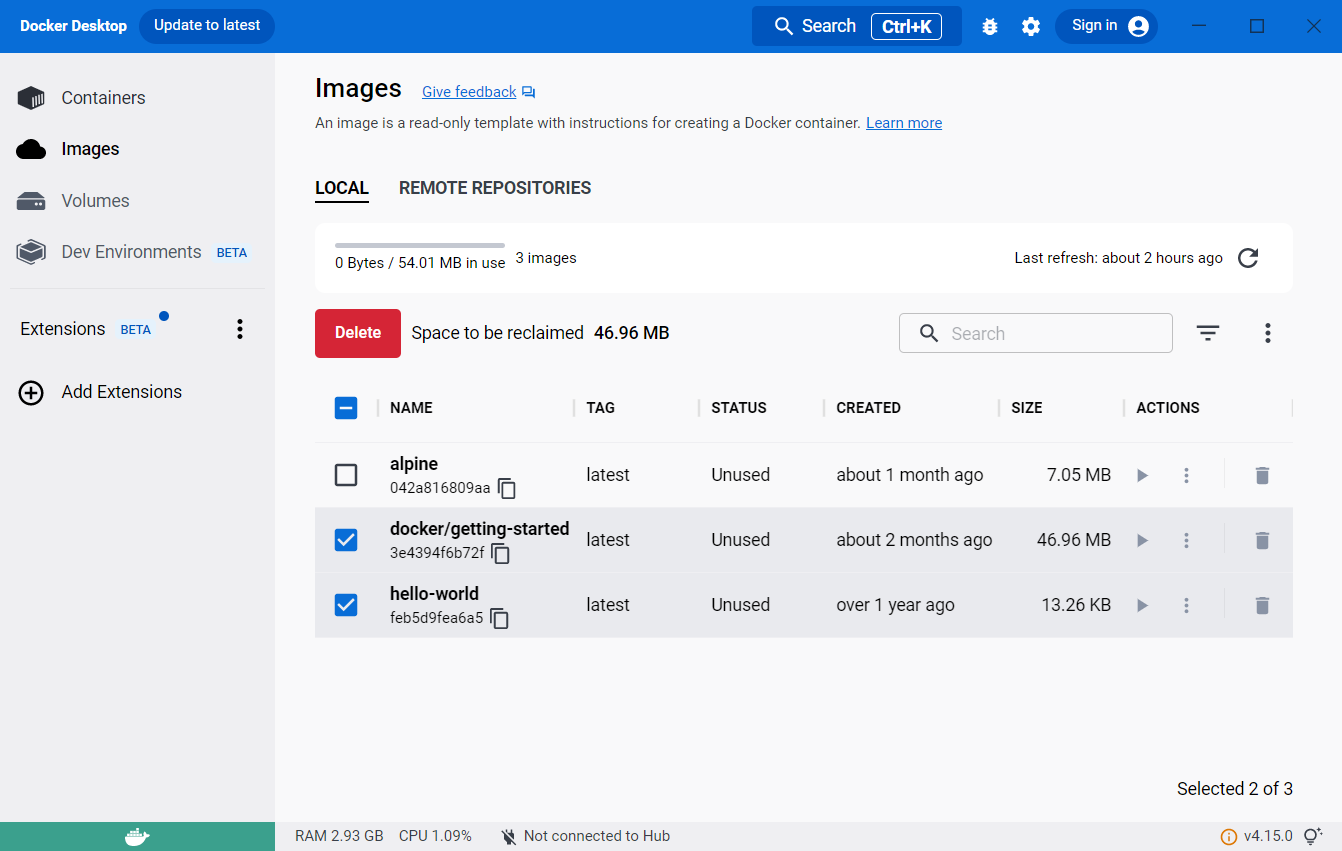 Docker Desktop Update to latest Search Ctrl+K Sign in
Containers
Images
Volumes
Dev Environments BETA
Extensions BETA
Add Extensions
Images Give feedback
An image is a read-only template with instructions for creating a Docker container. Learn more
LOCAL REMOTE REPOSITORIES
0 Bytes / 54.01 MB in use 3 images Last refresh: about 2 hours ago
Delete Space to be reclaimed 46.96 MB Search
NAME TAG STATUS CREATED SIZE ACTIONS
alpine
042a816809aa latest Unused about 1 month ago 7.05 MB
docker/getting-started
3e4394f6b72f latest Unused about 2 months ago 46.96 MB
hello-world
feb5d9fea6a5 latest Unused over 1 year ago 13.26 KB
Selected 2 of 3
RAM 2.93 GB CPU 1.09% Not connected to Hub v4.15.0